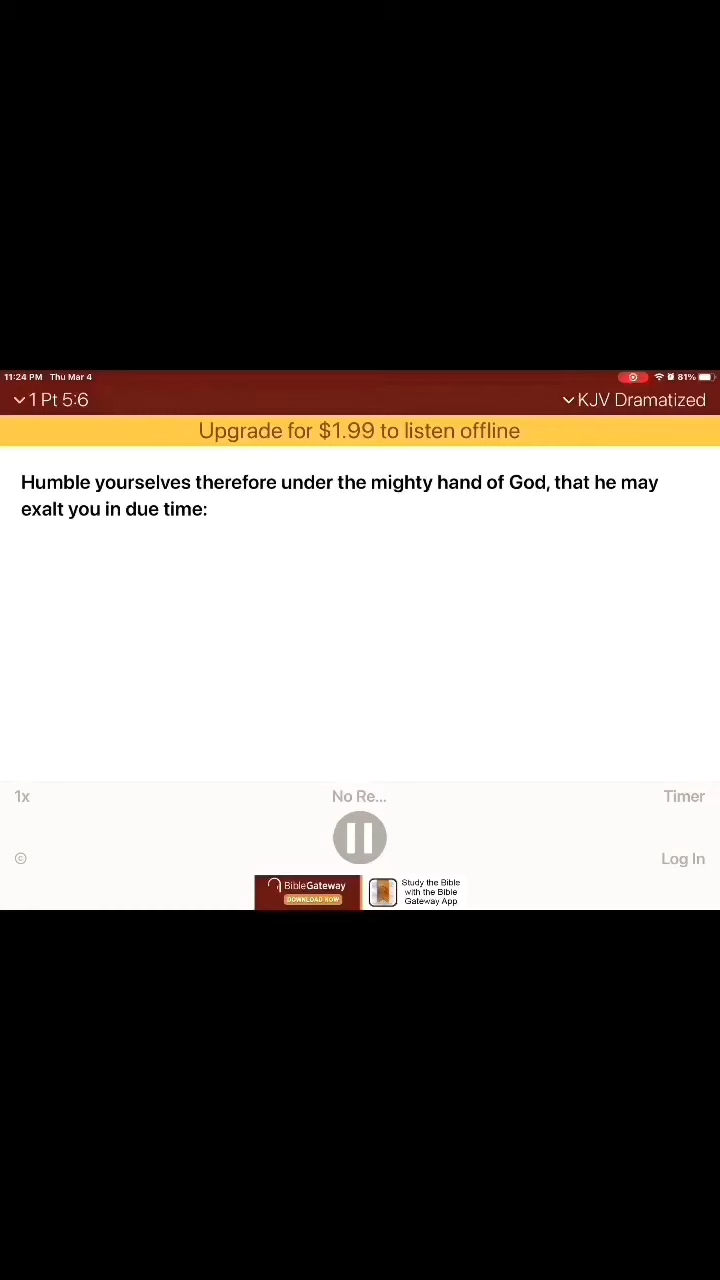 11:24 PM Thu Mar 4 81%
1 Pt 5:6 KJV Dramatized
Upgrade for $1.99 to listen offline
Humble yourselves therefore under the mighty hand of God, that he may
exalt you in due time:
1x No Re... Timer
© Log In
BibleGateway
DOWNLOAD NOW
Study the Bible
with the Bible
Gateway App